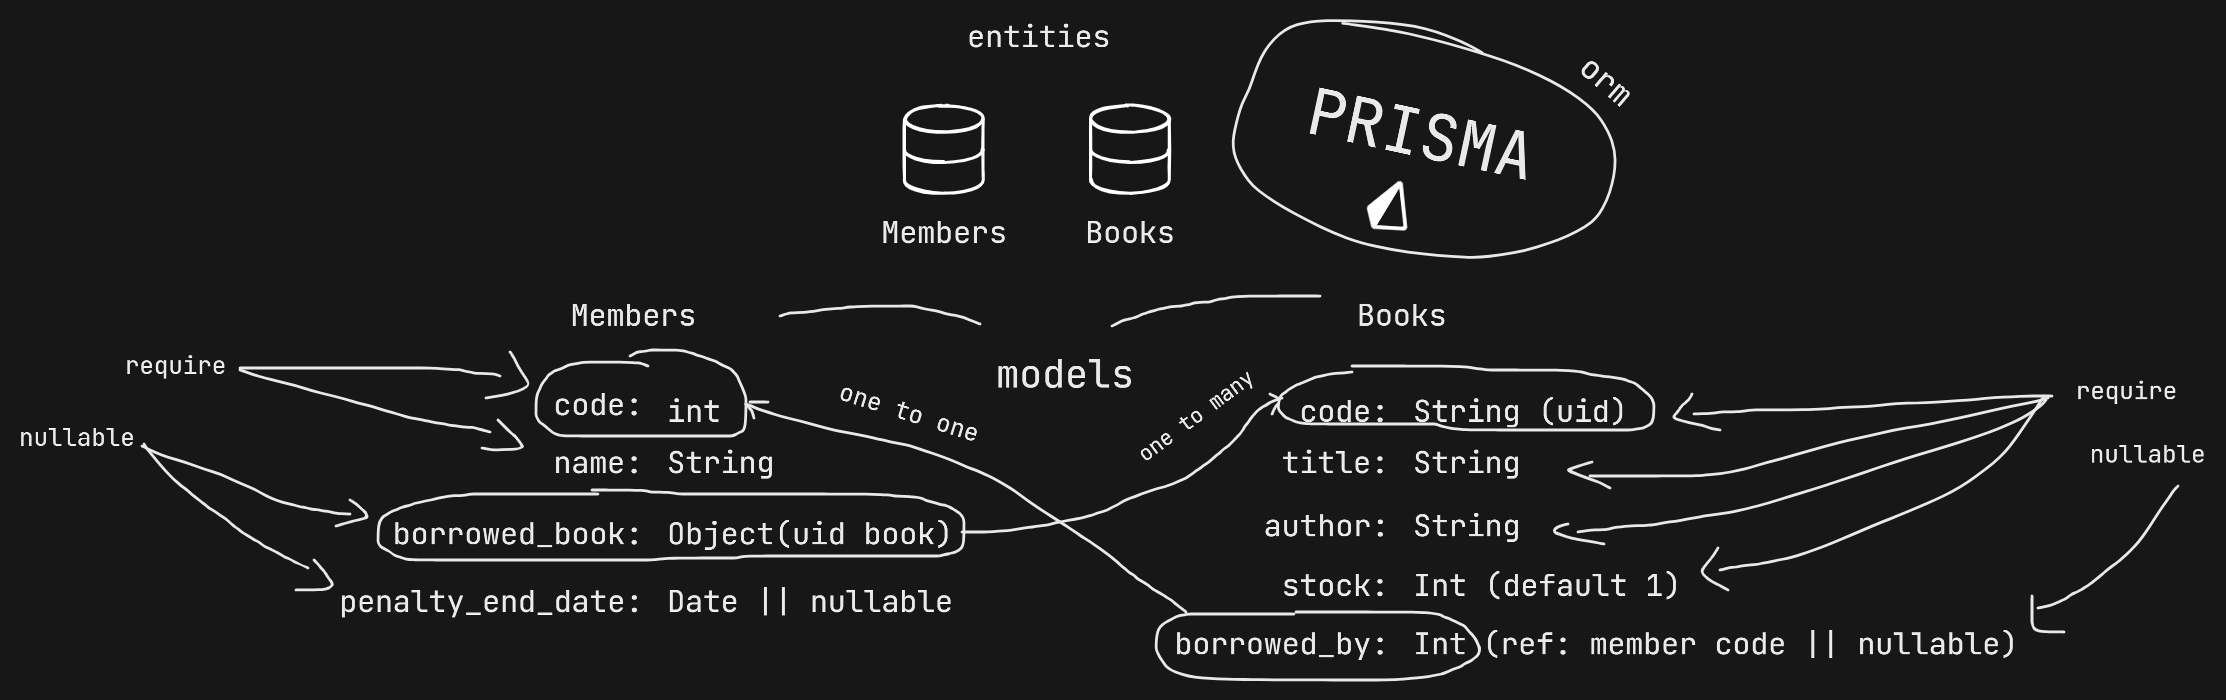 entities
orm
PRISMA
Members
Books
Members
Books
models
require
nullable
code: int
name: String
borrowed_book: Object(uid book)
penalty_end_date: Date || nullable
one to one
one to many
code: String (uid)
title: String
author: String
stock: Int (default 1)
borrowed_by: Int (ref: member code || nullable)
require
nullable